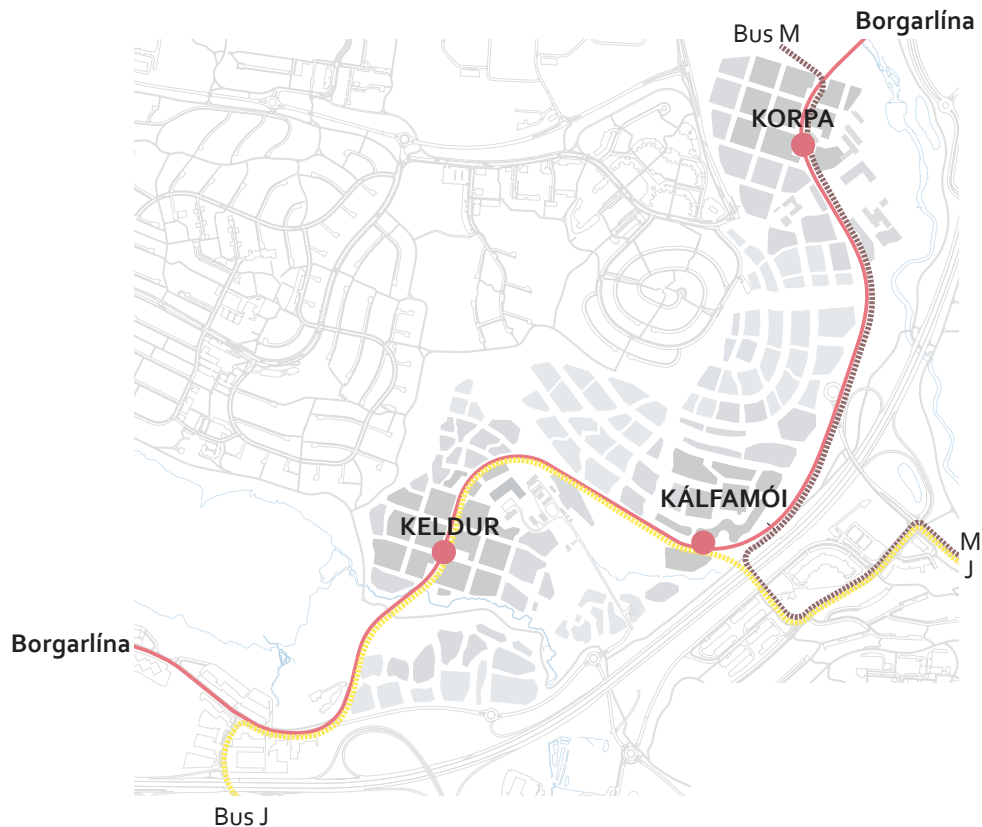 Borgarlína
Bus M
KORPA
KÁLFAMÓI
KELDUR
M
J
Borgarlína
Bus J